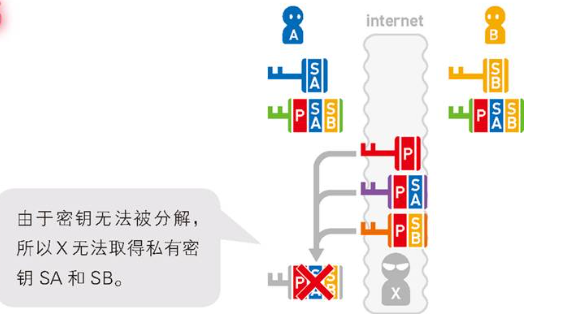 internet
A
B
SA
SB
P SA SB
P SA SB
P
P SA
P SB
由于密钥无法被分解，
所以X无法取得私有密
钥 SA 和 SB。
P SA SB
X